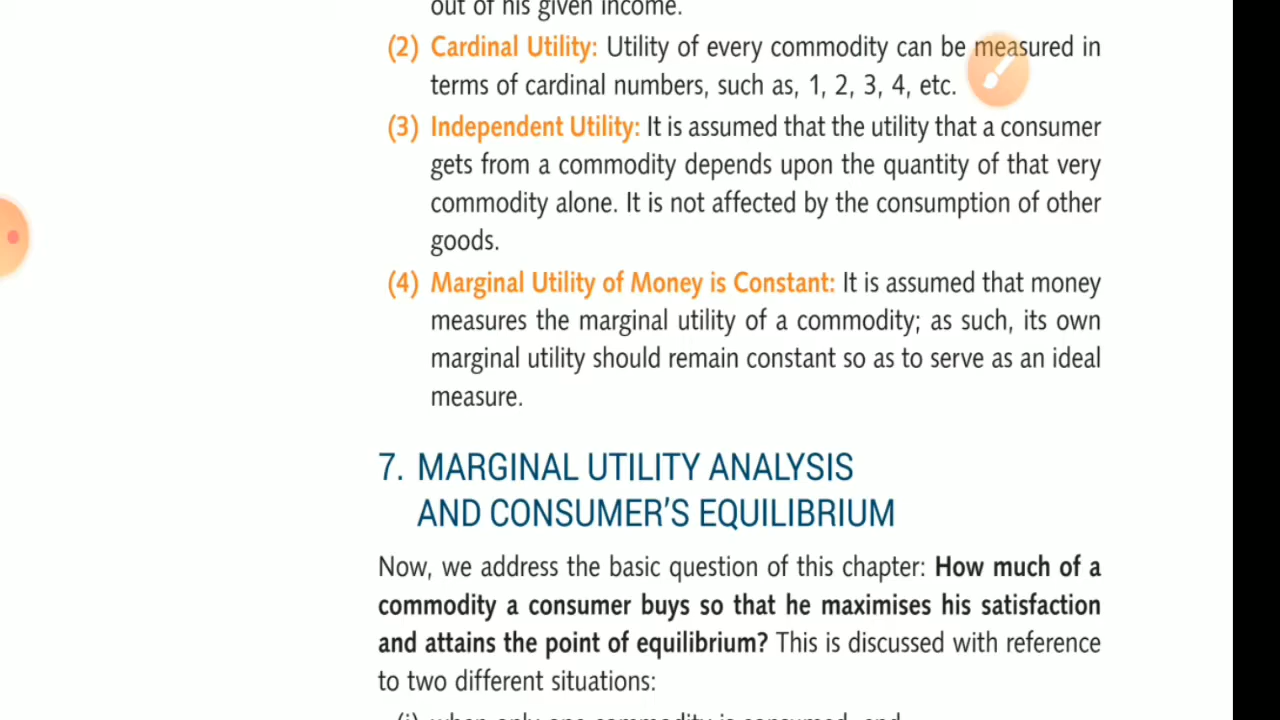 out of his given income.
(2) Cardinal Utility: Utility of every commodity can be measured in
terms of cardinal numbers, such as, 1, 2, 3, 4, etc.
(3) Independent Utility: It is assumed that the utility that a consumer
gets from a commodity depends upon the quantity of that very
commodity alone. It is not affected by the consumption of other
goods.
(4) Marginal Utility of Money is Constant: It is assumed that money
measures the marginal utility of a commodity; as such, its own
marginal utility should remain constant so as to serve as an ideal
measure.
7. MARGINAL UTILITY ANALYSIS
AND CONSUMER'S EQUILIBRIUM
Now, we address the basic question of this chapter: How much of a
commodity a consumer buys so that he maximises his satisfaction
and attains the point of equilibrium? This is discussed with reference
to two different situations:
(i) when only one commodity is consumed, and